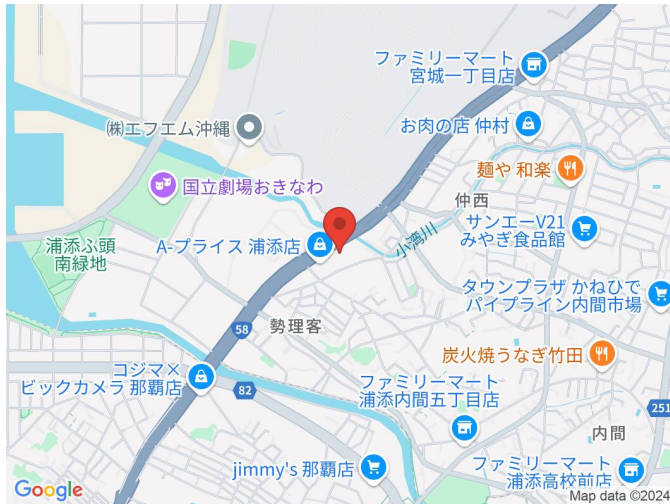 ファミリーマート
宮城一丁目店
お肉の店 仲村
(株)エフエム沖縄
麺や 和楽
国立劇場おきなわ
仲西
サンエーV21
みやぎ食品館
小湾川
浦添ふ頭
南緑地
A-プライス 浦添店
タウンプラザ かねひで
パイプライン内間市場
58
勢理客
炭火焼うなぎ竹田
コジマ×
ビックカメラ 那覇店
82
ファミリーマート
浦添内間五丁目店
251
内間
jimmy's 那覇店
ファミリーマート
浦添高校前店
Google
Map data ©2024